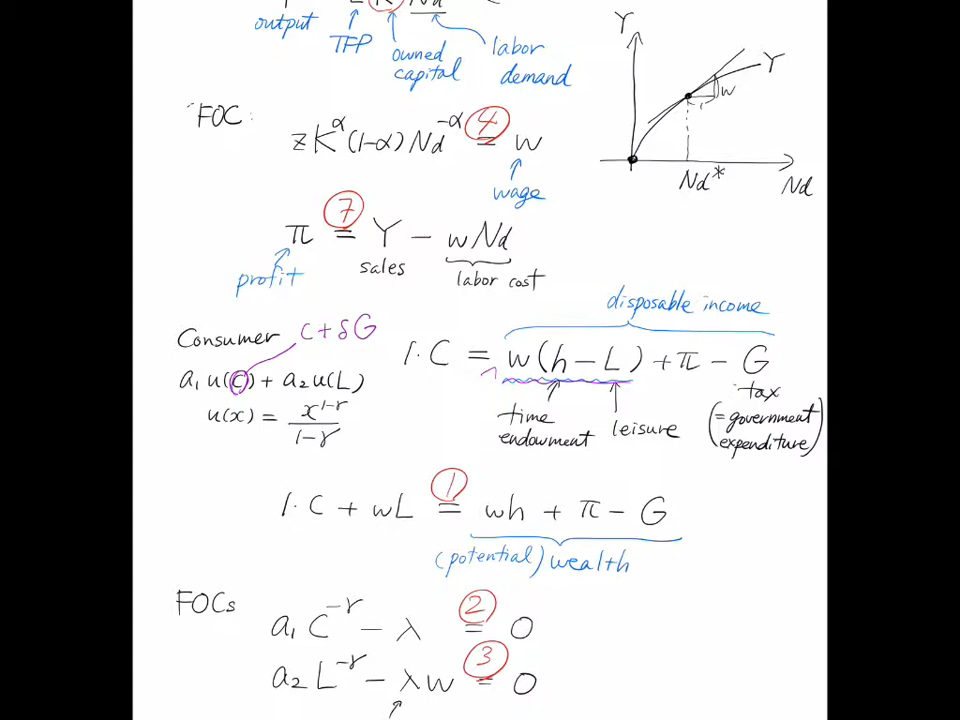 output
TFP
owned
capital
labor
demand
Nd
Y
Y
w
Nd*
Nd
FOC:
zK^α(1-α)Nd^-α = w
④
wage
π = Y - wNd
⑦
profit
sales
labor cost
disposable income
Consumer C+δG
1·C = w(h-L)+π-G
a₁u(C)+a₂u(L)
u(x) = x^1-γ / 1-γ
time
endowment
leisure
tax
(=government
expenditure)
1·C + wL = wh + π - G
①
(potential) wealth
FOCs
a₁C^-γ - λ = 0
②
a₂L^-γ - λw = 0
③